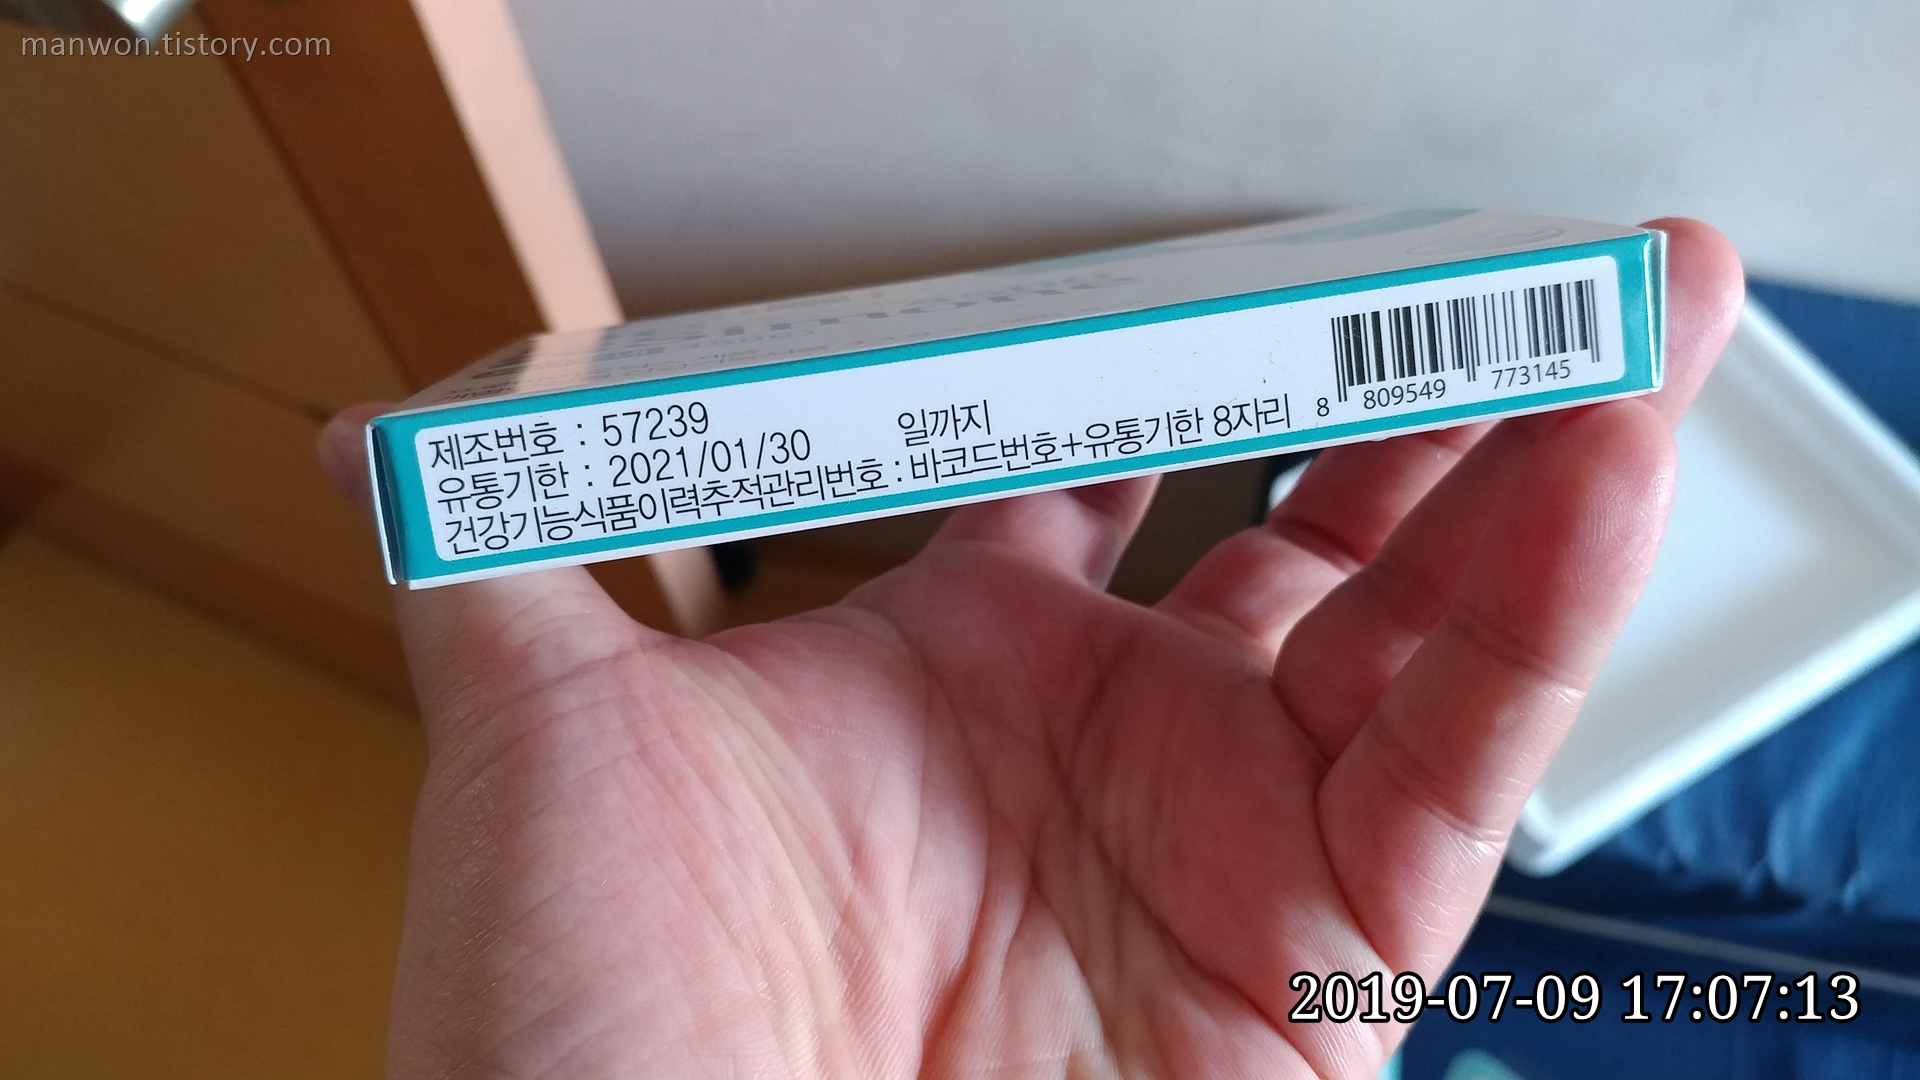 manwon.tistory.com
제조번호 : 57239
유통기한 : 2021/01/30 일까지
건강기능식품이력추적관리번호 : 바코드번호+유통기한 8자리
8 809549 773145
2019-07-09 17:07:13